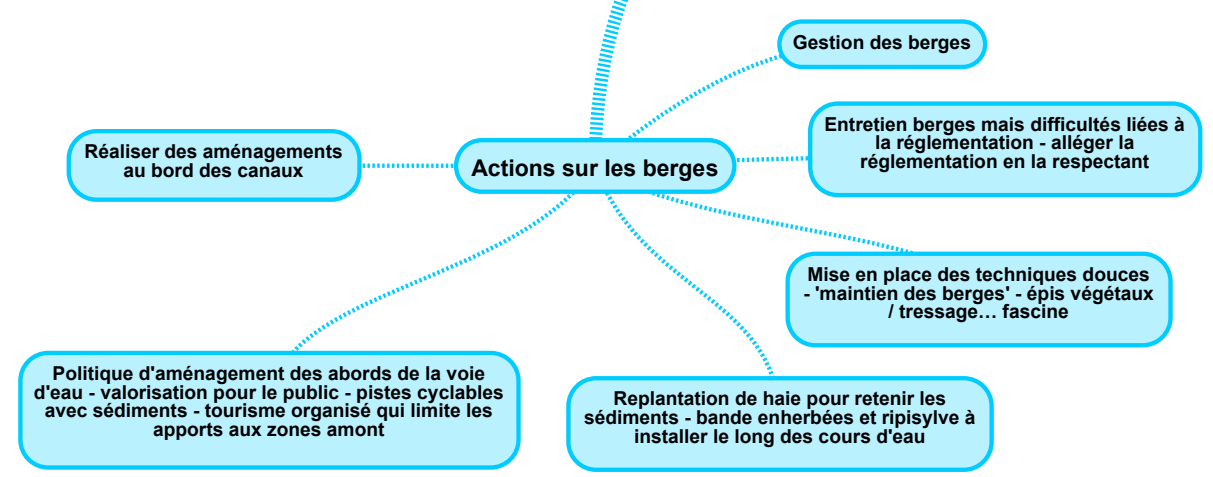 Gestion des berges
Entretien berges mais difficultés liées à
la réglementation - alléger la
réglementation en la respectant
Réaliser des aménagements
au bord des canaux
Actions sur les berges
Mise en place des techniques douces
- 'maintien des berges' - épis végétaux
/ tressage… fascine
Politique d'aménagement des abords de la voie
d'eau - valorisation pour le public - pistes cyclables
avec sédiments - tourisme organisé qui limite les
apports aux zones amont
Replantation de haie pour retenir les
sédiments - bande enherbées et ripisylve à
installer le long des cours d'eau